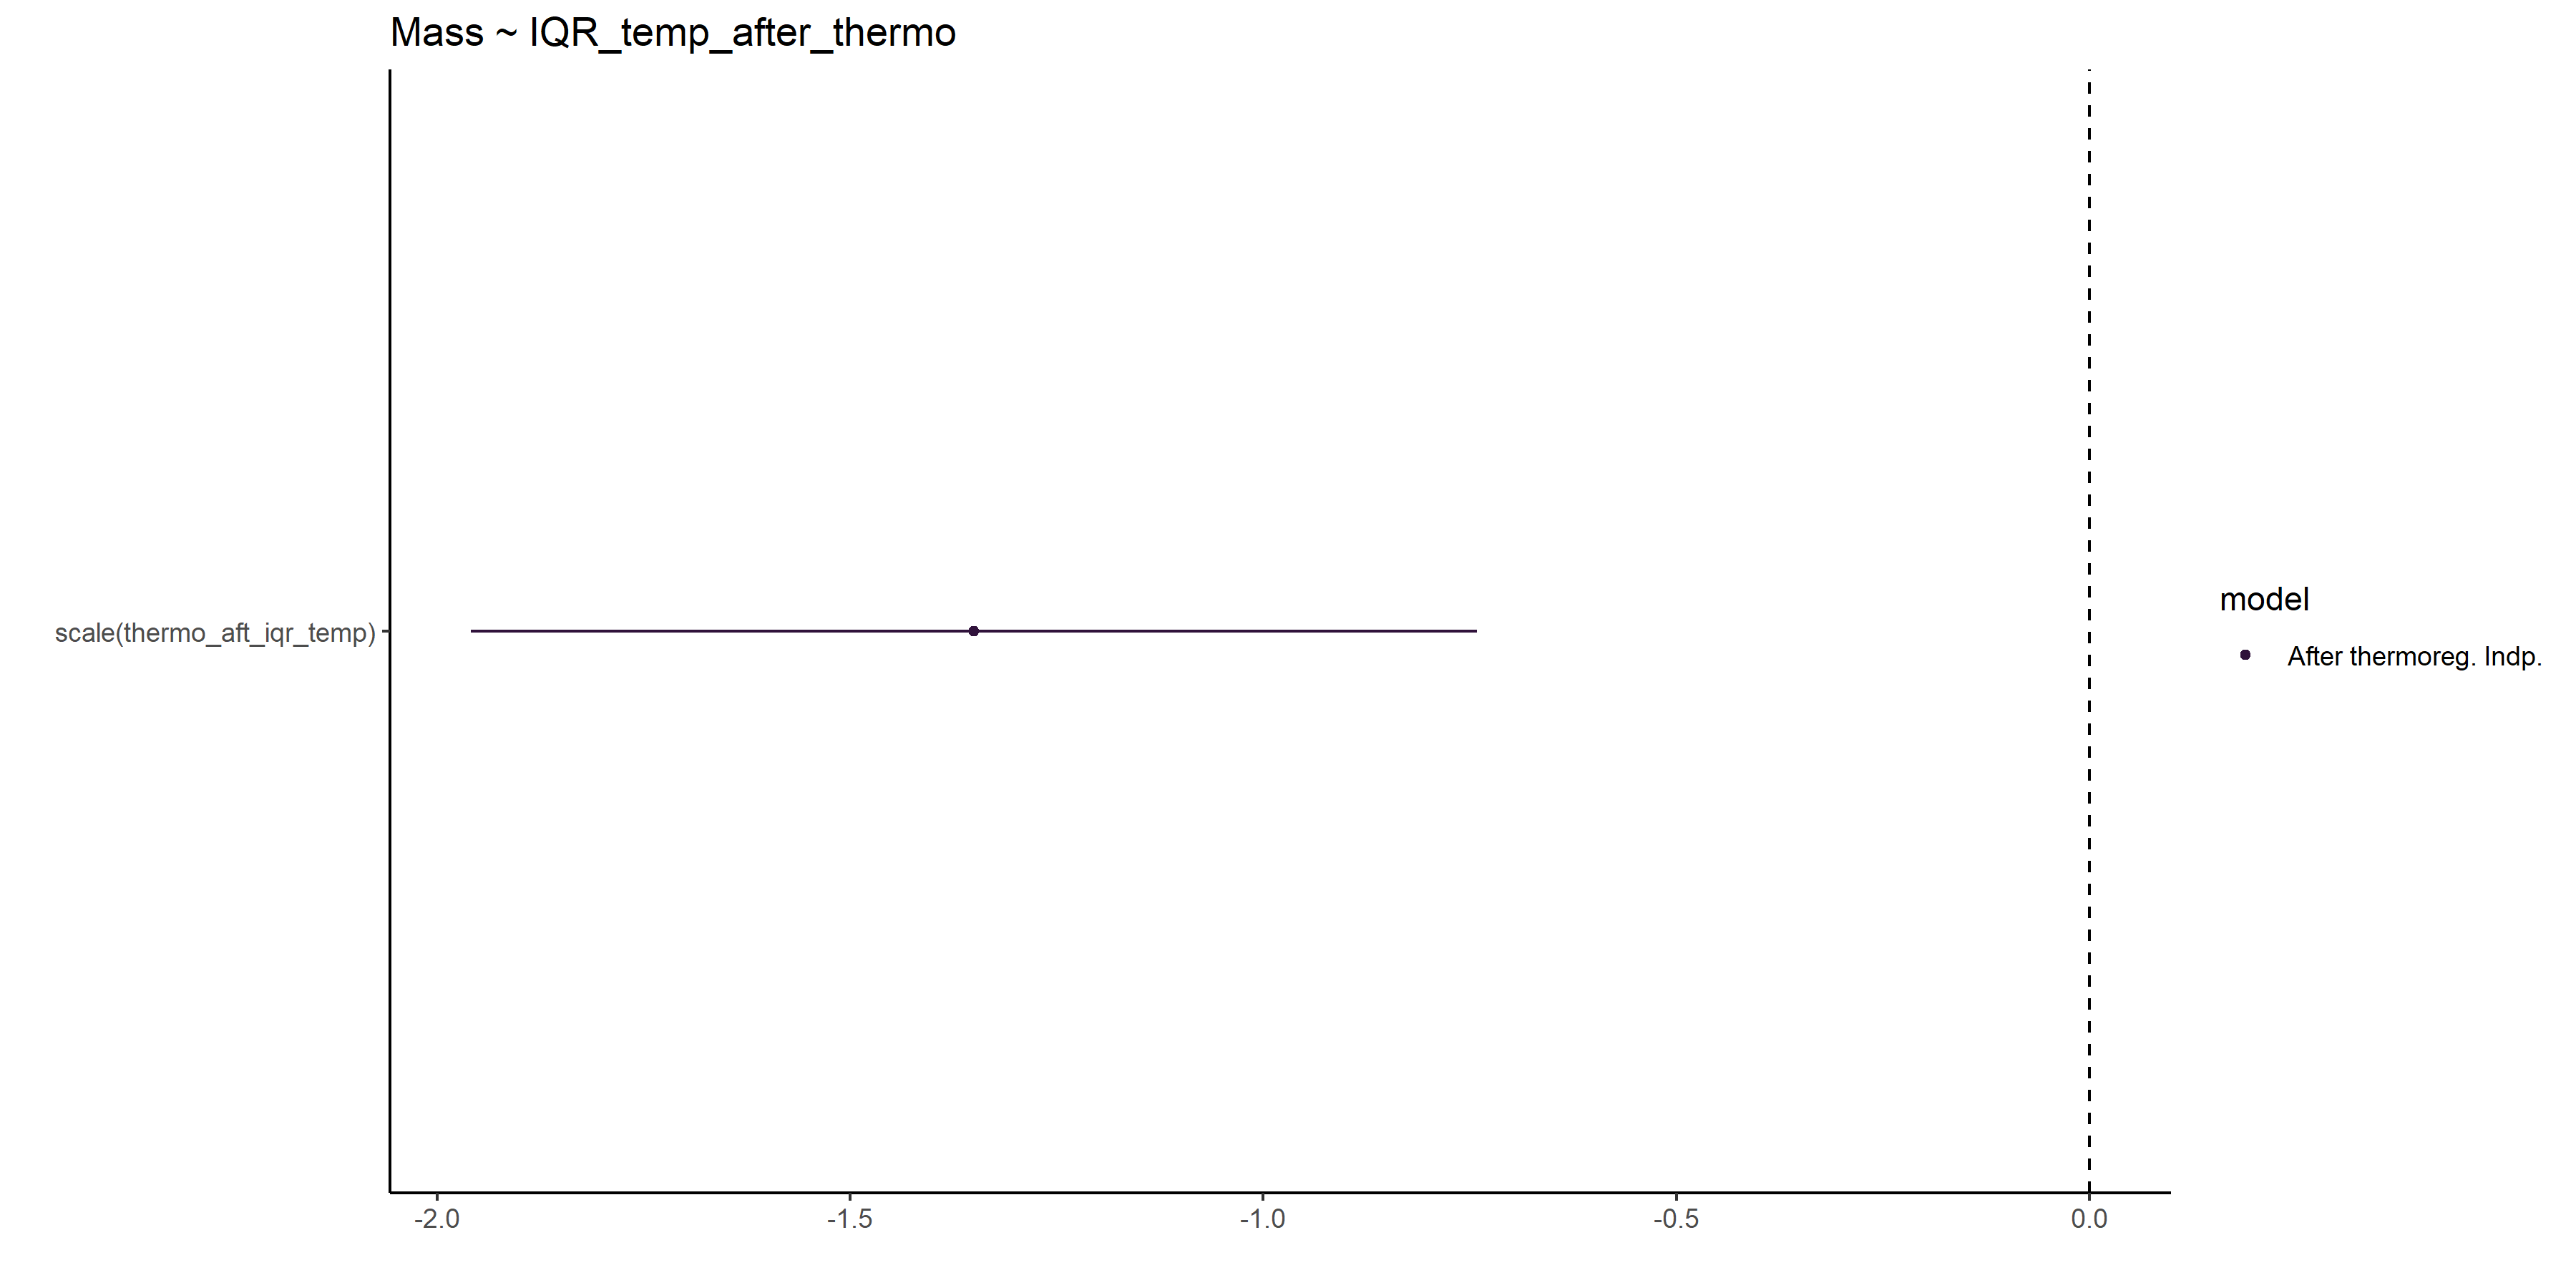 Mass ~ IQR_temp_after_thermo
scale(thermo_aft_iqr_temp)
model
After thermoreg. Indp.
-2.0
-1.5
-1.0
-0.5
0.0